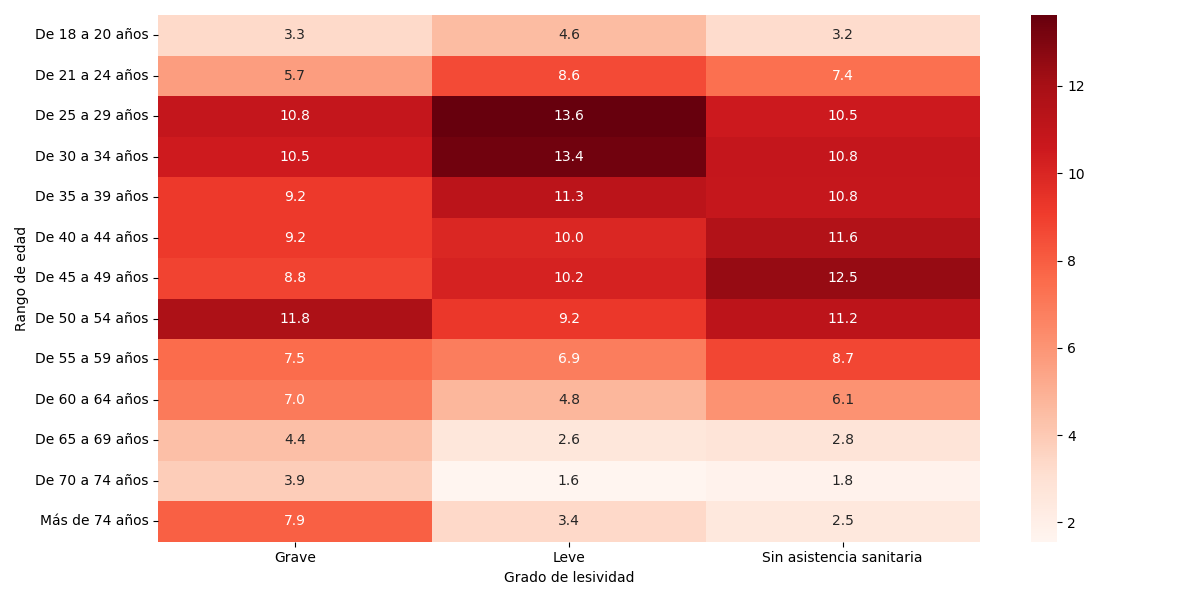 De 18 a 20 años 3.3 4.6 3.2
De 21 a 24 años 5.7 8.6 7.4 12
De 25 a 29 años 10.8 13.6 10.5
De 30 a 34 años 10.5 13.4 10.8 10
De 35 a 39 años 9.2 11.3 10.8
De 40 a 44 años 9.2 10.0 11.6
Rango de edad
De 45 a 49 años 8.8 10.2 12.5 8
De 50 a 54 años 11.8 9.2 11.2
De 55 a 59 años 7.5 6.9 8.7 6
De 60 a 64 años 7.0 4.8 6.1
De 65 a 69 años 4.4 2.6 2.8 4
De 70 a 74 años 3.9 1.6 1.8
Más de 74 años 7.9 3.4 2.5 2
Grave Leve Sin asistencia sanitaria
Grado de lesividad